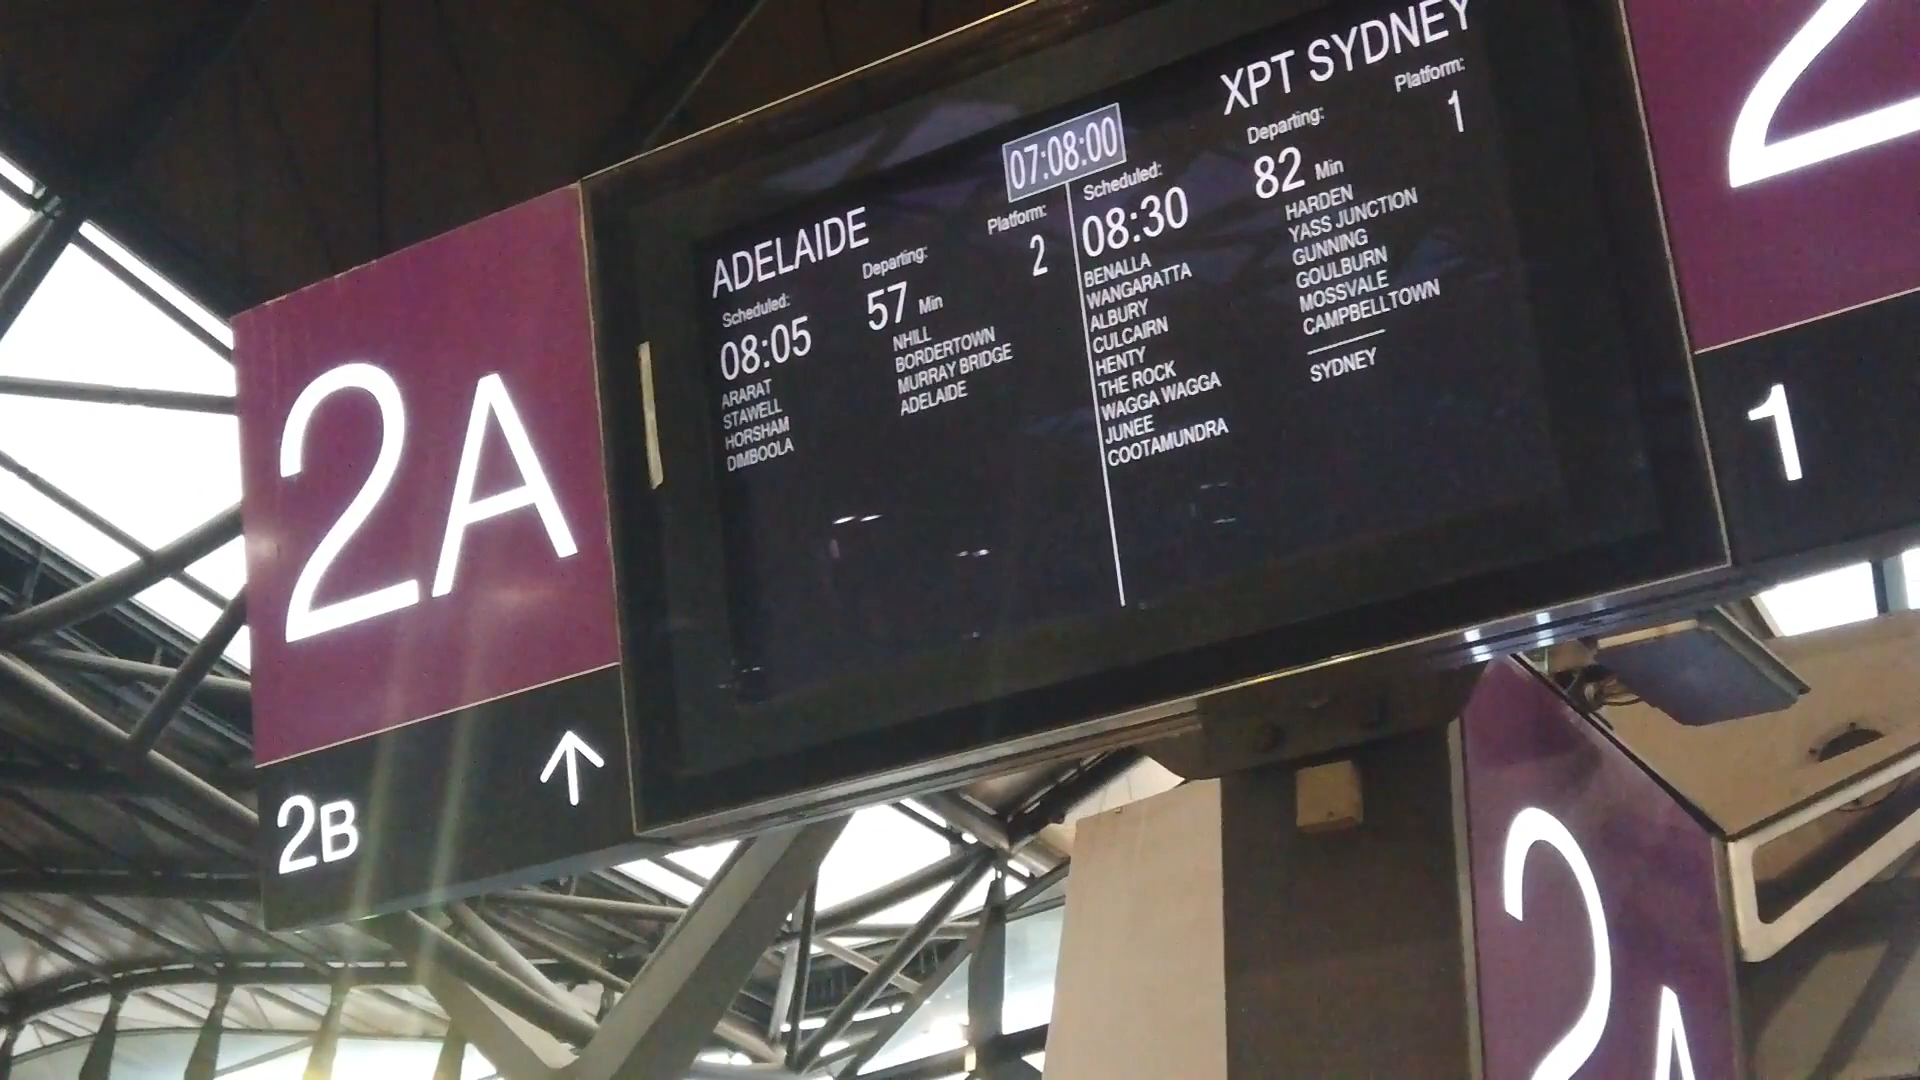 2A
2B
07:08:00
ADELAIDE
Platform:
2
Scheduled:
08:05
Departing:
57 Min
ARARAT
STAWELL
HORSHAM
DIMBOOLA
NHILL
BORDERTOWN
MURRAY BRIDGE
ADELAIDE
XPT SYDNEY
Platform:
1
Scheduled:
08:30
Departing:
82 Min
BENALLA
WANGARATTA
ALBURY
CULCAIRN
HENTY
THE ROCK
WAGGA WAGGA
JUNEE
COOTAMUNDRA
HARDEN
YASS JUNCTION
GUNNING
GOULBURN
MOSSVALE
CAMPBELLTOWN
SYDNEY
2
1
2A